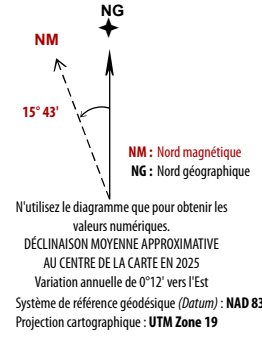 NG
NM
15° 43'
NM : Nord magnétique
NG : Nord géographique
N'utilisez le diagramme que pour obtenir les
valeurs numériques.
DÉCLINAISON MOYENNE APPROXIMATIVE
AU CENTRE DE LA CARTE EN 2025
Variation annuelle de 0°12' vers l'Est
Système de référence géodésique (Datum) : NAD 83
Projection cartographique : UTM Zone 19